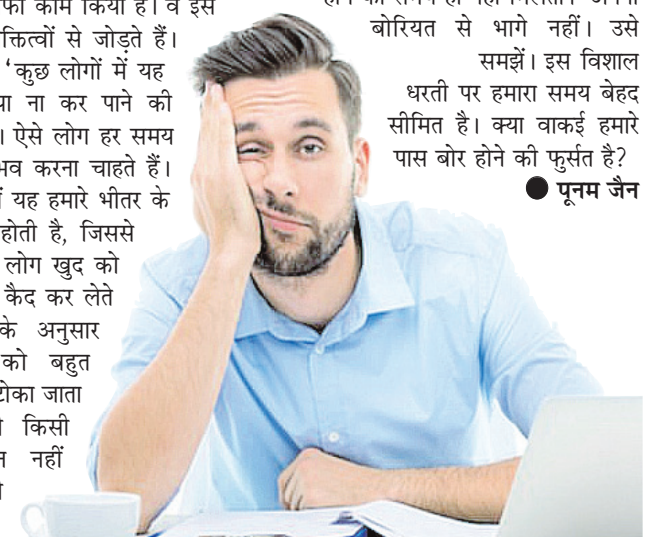 काम किया है। वे इस
से जोड़ते हैं।
‘कुछ लोगों में यह
ना कर पाने की
। ऐसे लोग हर समय
करना चाहते हैं।
यह हमारे भीतर के
होती है, जिससे
लोग खुद को
कैद कर लेते
के अनुसार
को बहुत
जाता
किसी
नहीं
बोरियत से भागे नहीं। उसे
समझें। इस विशाल
धरती पर हमारा समय बेहद
सीमित है। क्या वाकई हमारे
पास बोर होने की फुर्सत है?
● पूनम जैन